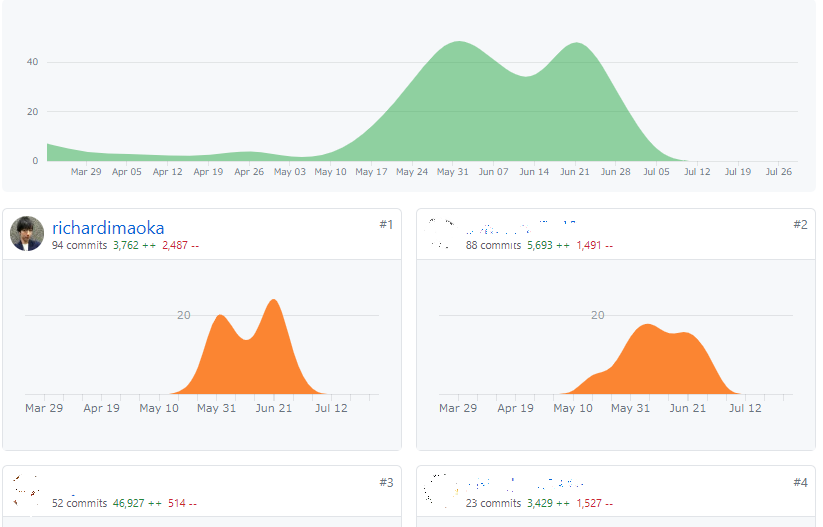 40
20
0
Mar 29 Apr 05 Apr 12 Apr 19 Apr 26 May 03 May 10 May 17 May 24 May 31 Jun 07 Jun 14 Jun 21 Jun 28 Jul 05 Jul 12 Jul 19 Jul 26
richardimaoka #1
94 commits 3,762 ++ 2,487 --
20
Mar 29 Apr 19 May 10 May 31 Jun 21 Jul 12
#2
88 commits 5,693 ++ 1,491 --
20
Mar 29 Apr 19 May 10 May 31 Jun 21 Jul 12
#3
52 commits 46,927 ++ 514 --
#4
23 commits 3,429 ++ 1,527 --